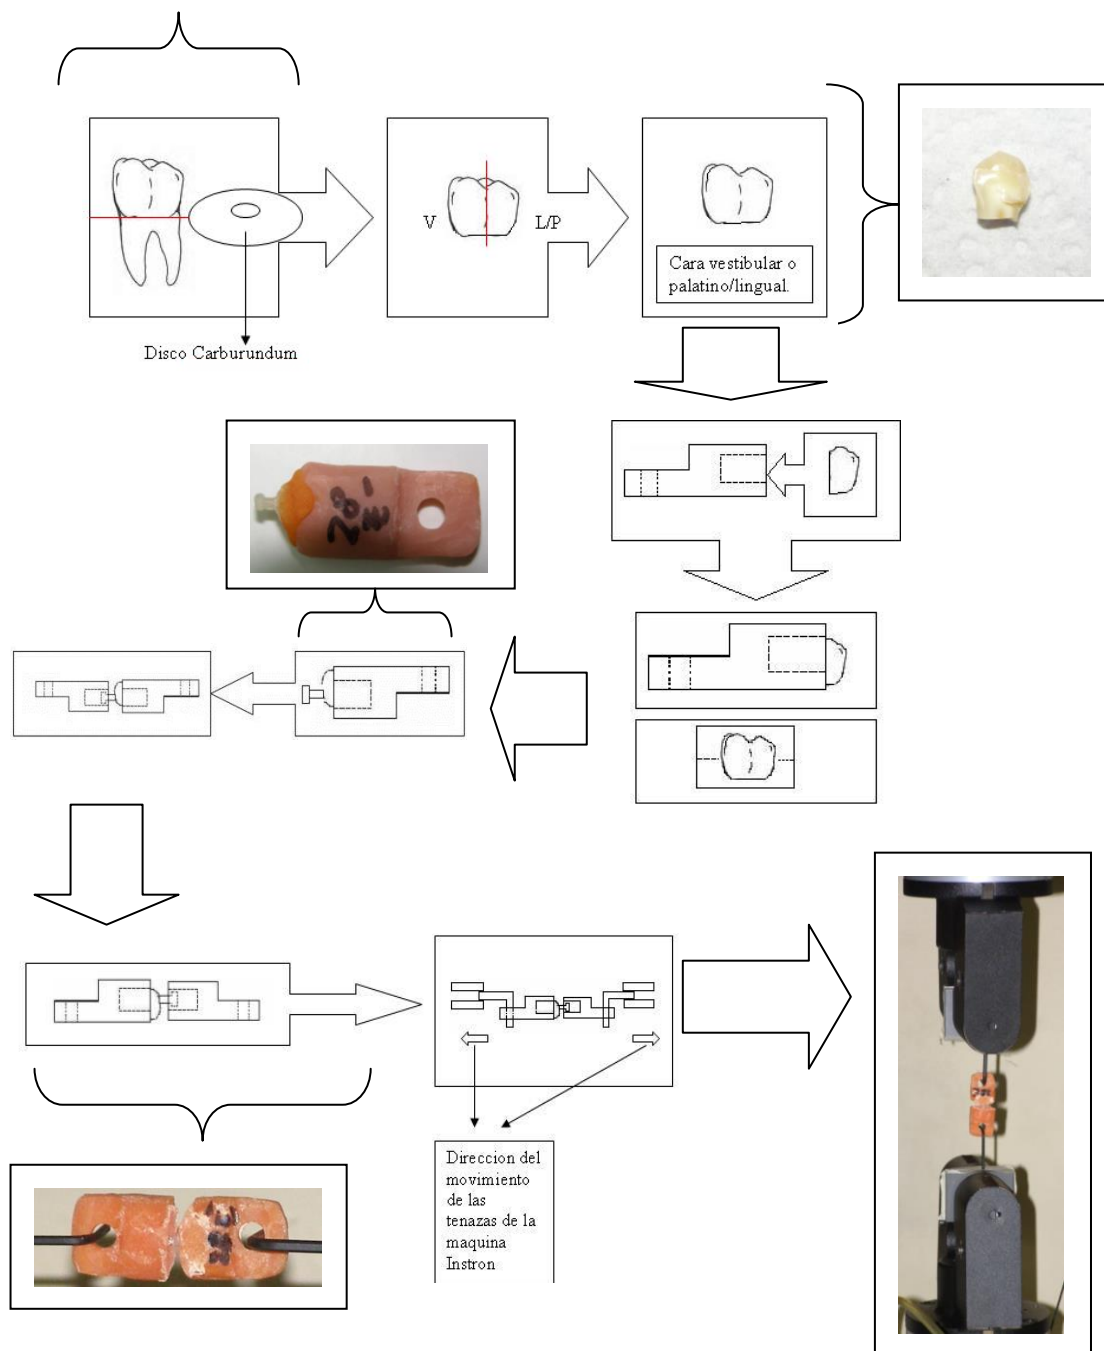 V
L/P
Cara vestibular o
palatino/lingual.
Disco Carburundum
Direccion del
movimiento
de las
tenazas de la
maquina
Instron